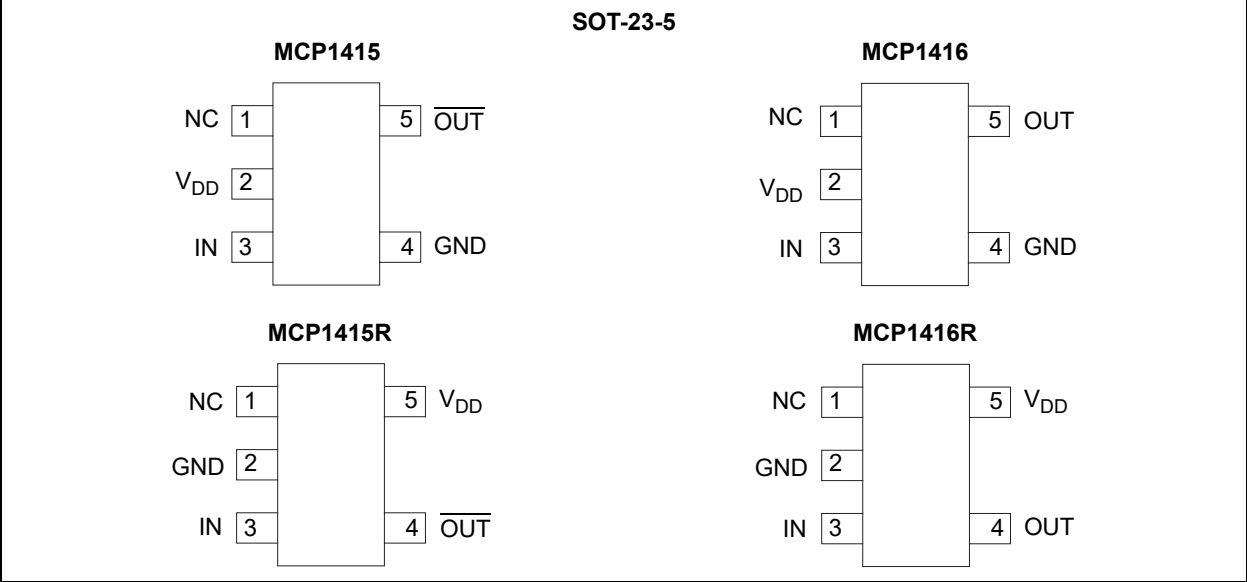 SOT-23-5
MCP1415
NC 1 5 OUT
VDD 2
IN 3 4 GND
MCP1416
NC 1 5 OUT
VDD 2
IN 3 4 GND
MCP1415R
NC 1 5 VDD
GND 2
IN 3 4 OUT
MCP1416R
NC 1 5 VDD
GND 2
IN 3 4 OUT